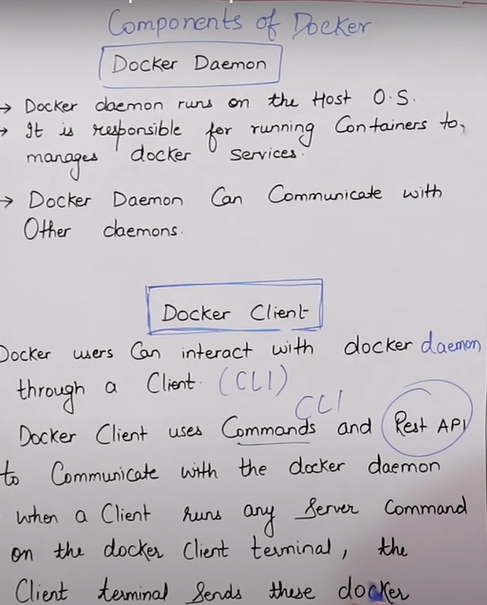 Components of Docker
Docker Daemon
→ Docker daemon runs on the Host O.S.
→ It is responsible for running Containers to,
manages docker services.
→ Docker Daemon Can Communicate with
Other daemons.
Docker Client
Docker users Can interact with docker daemon
through a Client. (CLI)
CLI
Docker Client uses Commands and Rest API
to Communicate with the docker daemon
when a Client runs any Server Command
on the docker Client terminal, the
Client terminal Sends these docker